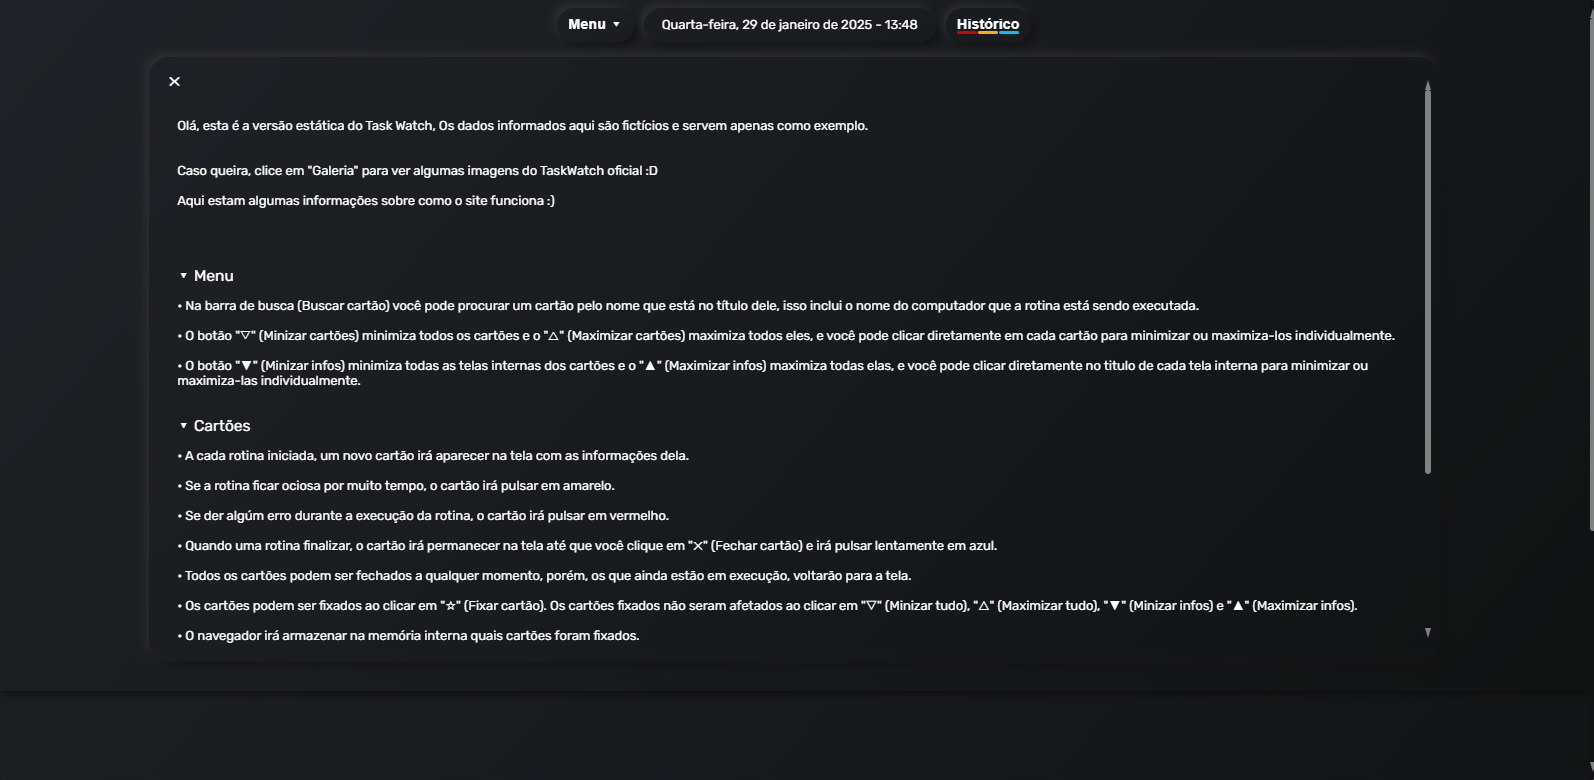 Menu ▼ Quarta-feira, 29 de janeiro de 2025 - 13:48 Histórico
✕
Olá, esta é a versão estática do Task Watch, Os dados informados aqui são fictícios e servem apenas como exemplo.
Caso queira, clice em "Galeria" para ver algumas imagens do TaskWatch oficial :D
Aqui estam algumas informações sobre como o site funciona :)
▼ Menu
• Na barra de busca (Buscar cartão) você pode procurar um cartão pelo nome que está no título dele, isso inclui o nome do computador que a rotina está sendo executada.
• O botão "▽" (Minizar cartões) minimiza todos os cartões e o "△" (Maximizar cartões) maximiza todos eles, e você pode clicar diretamente em cada cartão para minimizar ou maximiza-los individualmente.
• O botão "▼" (Minizar infos) minimiza todas as telas internas dos cartões e o "▲" (Maximizar infos) maximiza todas elas, e você pode clicar diretamente no titulo de cada tela interna para minimizar ou
maximiza-las individualmente.
▼ Cartões
• A cada rotina iniciada, um novo cartão irá aparecer na tela com as informações dela.
• Se a rotina ficar ociosa por muito tempo, o cartão irá pulsar em amarelo.
• Se der algúm erro durante a execução da rotina, o cartão irá pulsar em vermelho.
• Quando uma rotina finalizar, o cartão irá permanecer na tela até que você clique em "✕" (Fechar cartão) e irá pulsar lentamente em azul.
• Todos os cartões podem ser fechados a qualquer momento, porém, os que ainda estão em execução, voltarão para a tela.
• Os cartões podem ser fixados ao clicar em "☆" (Fixar cartão). Os cartões fixados não seram afetados ao clicar em "▽" (Minizar tudo), "△" (Maximizar tudo), "▼" (Minizar infos) e "▲" (Maximizar infos).
• O navegador irá armazenar na memória interna quais cartões foram fixados.